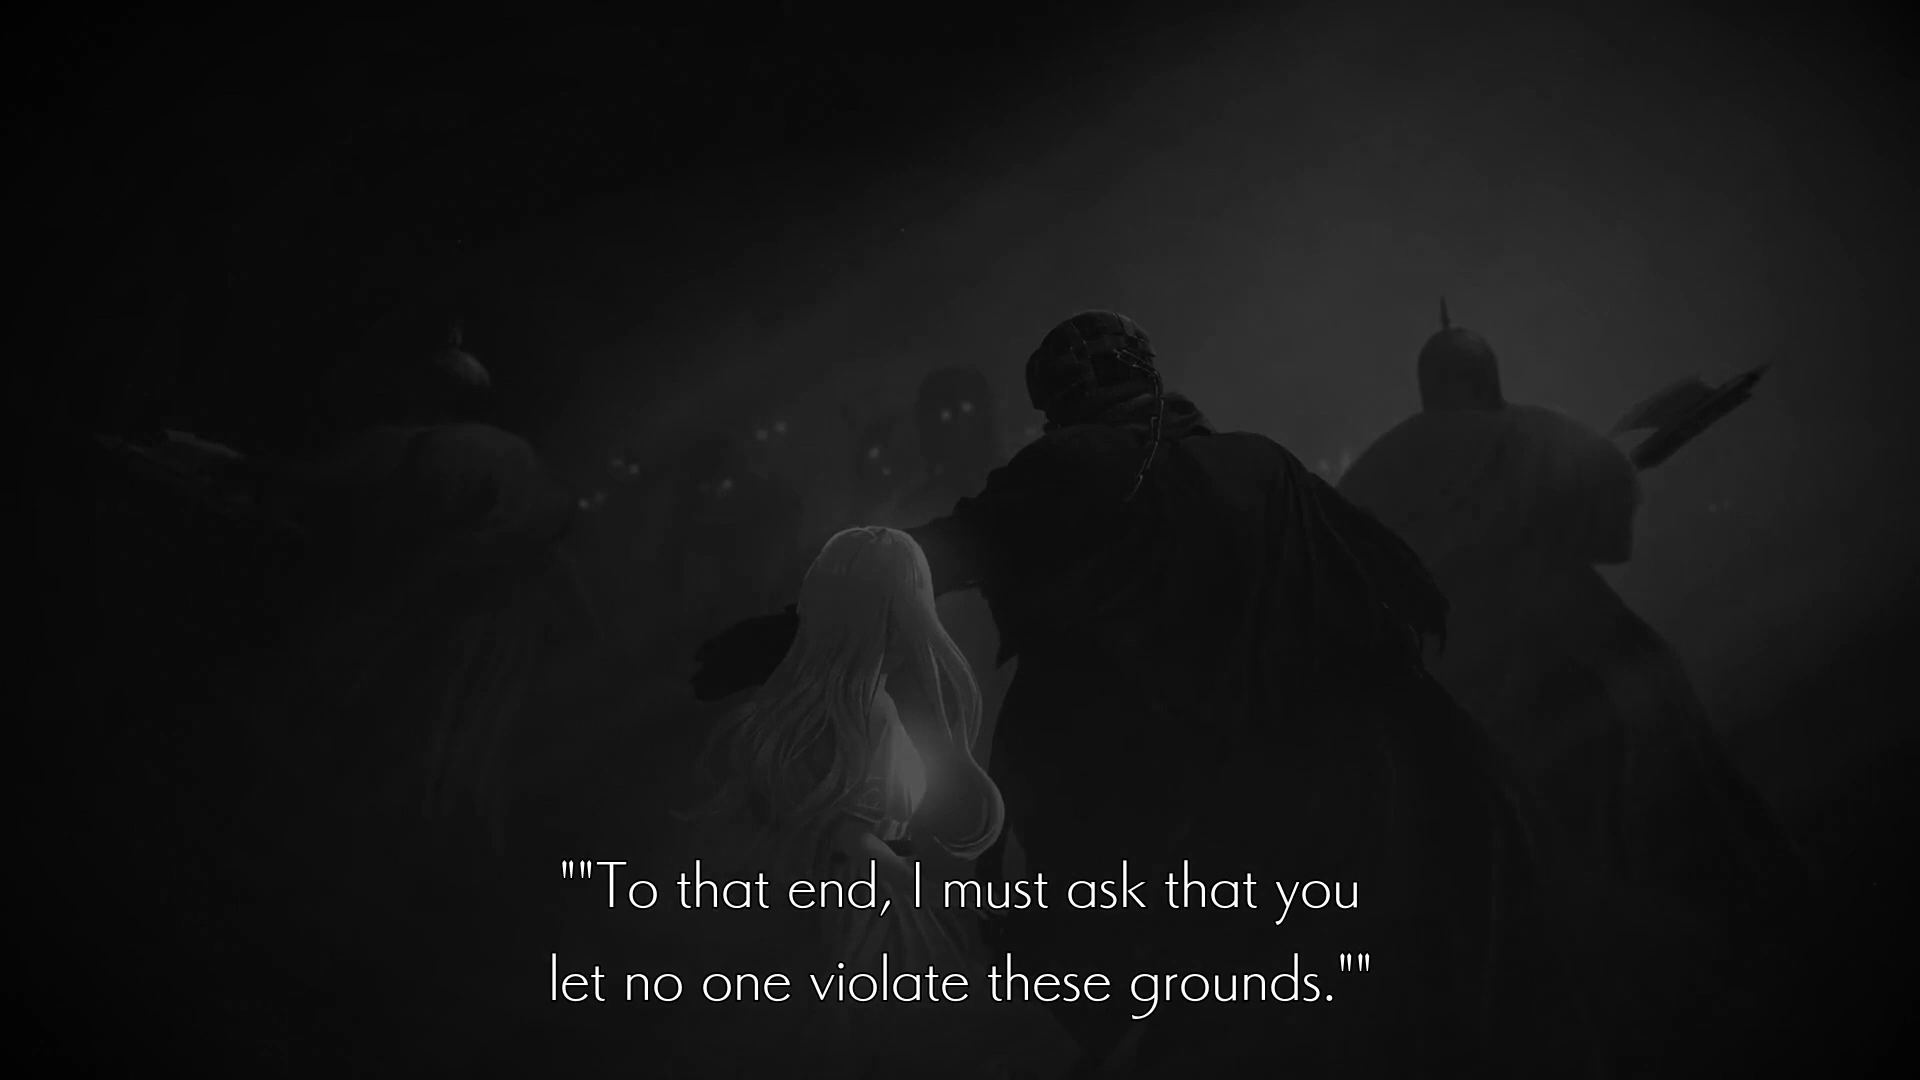 ""To that end, I must ask that you
let no one violate these grounds.""